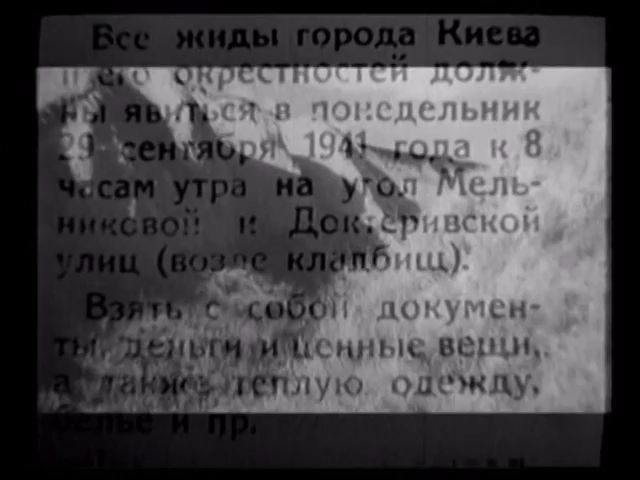 Все жиды города Киева
и его окрестностей долж-
ны явиться в понедельник
29 сентября 1941 года к 8
часам утра на угол Мель-
никовой и Доктеривской
улиц (возле кладбищ).
Взять с собой докумен-
ты, деньги и ценные вещи,
а также теплую одежду,
белье и пр.